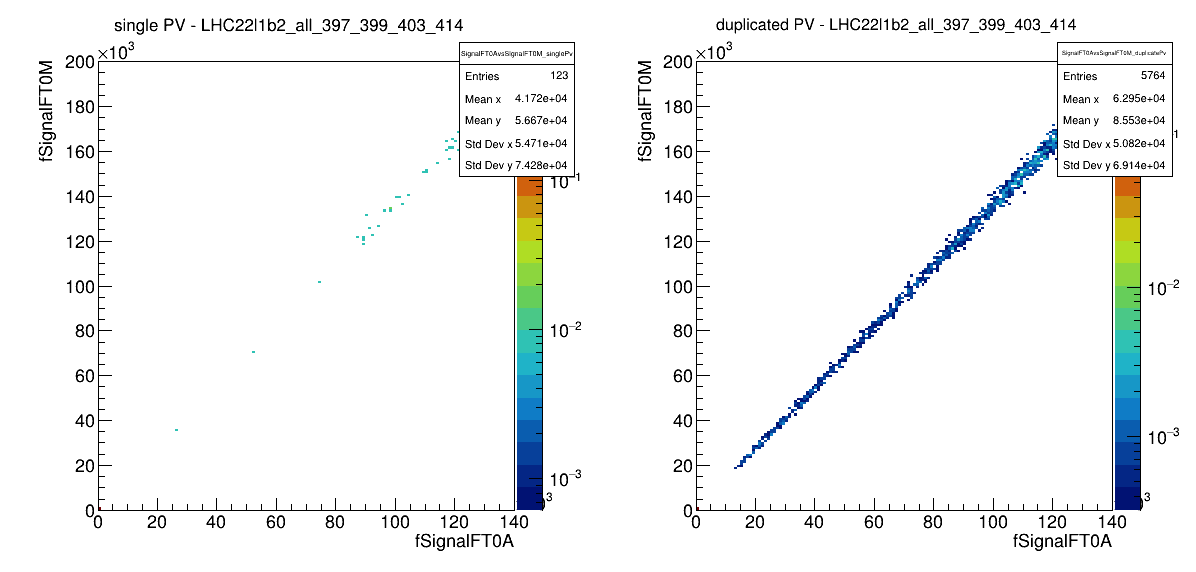 single PV - LHC22l1b2_all_397_399_403_414
×10³
fSignalFT0M
200
180
160
140
120
100
80
60
40
20
0
0 20 40 60 80 100 120 140
fSignalFT0A
SignalFT0AvsSignalFT0M_singlePv
Entries 123
Mean x 4.172e+04
Mean y 5.667e+04
Std Dev x 5.471e+04
Std Dev y 7.428e+04
10⁻¹
10⁻²
10⁻³
duplicated PV - LHC22l1b2_all_397_399_403_414
×10³
fSignalFT0M
200
180
160
140
120
100
80
60
40
20
0
0 20 40 60 80 100 120 140
fSignalFT0A
SignalFT0AvsSignalFT0M_duplicatePv
Entries 5764
Mean x 6.295e+04
Mean y 8.553e+04
Std Dev x 5.082e+04
Std Dev y 6.914e+04
10⁻²
10⁻³